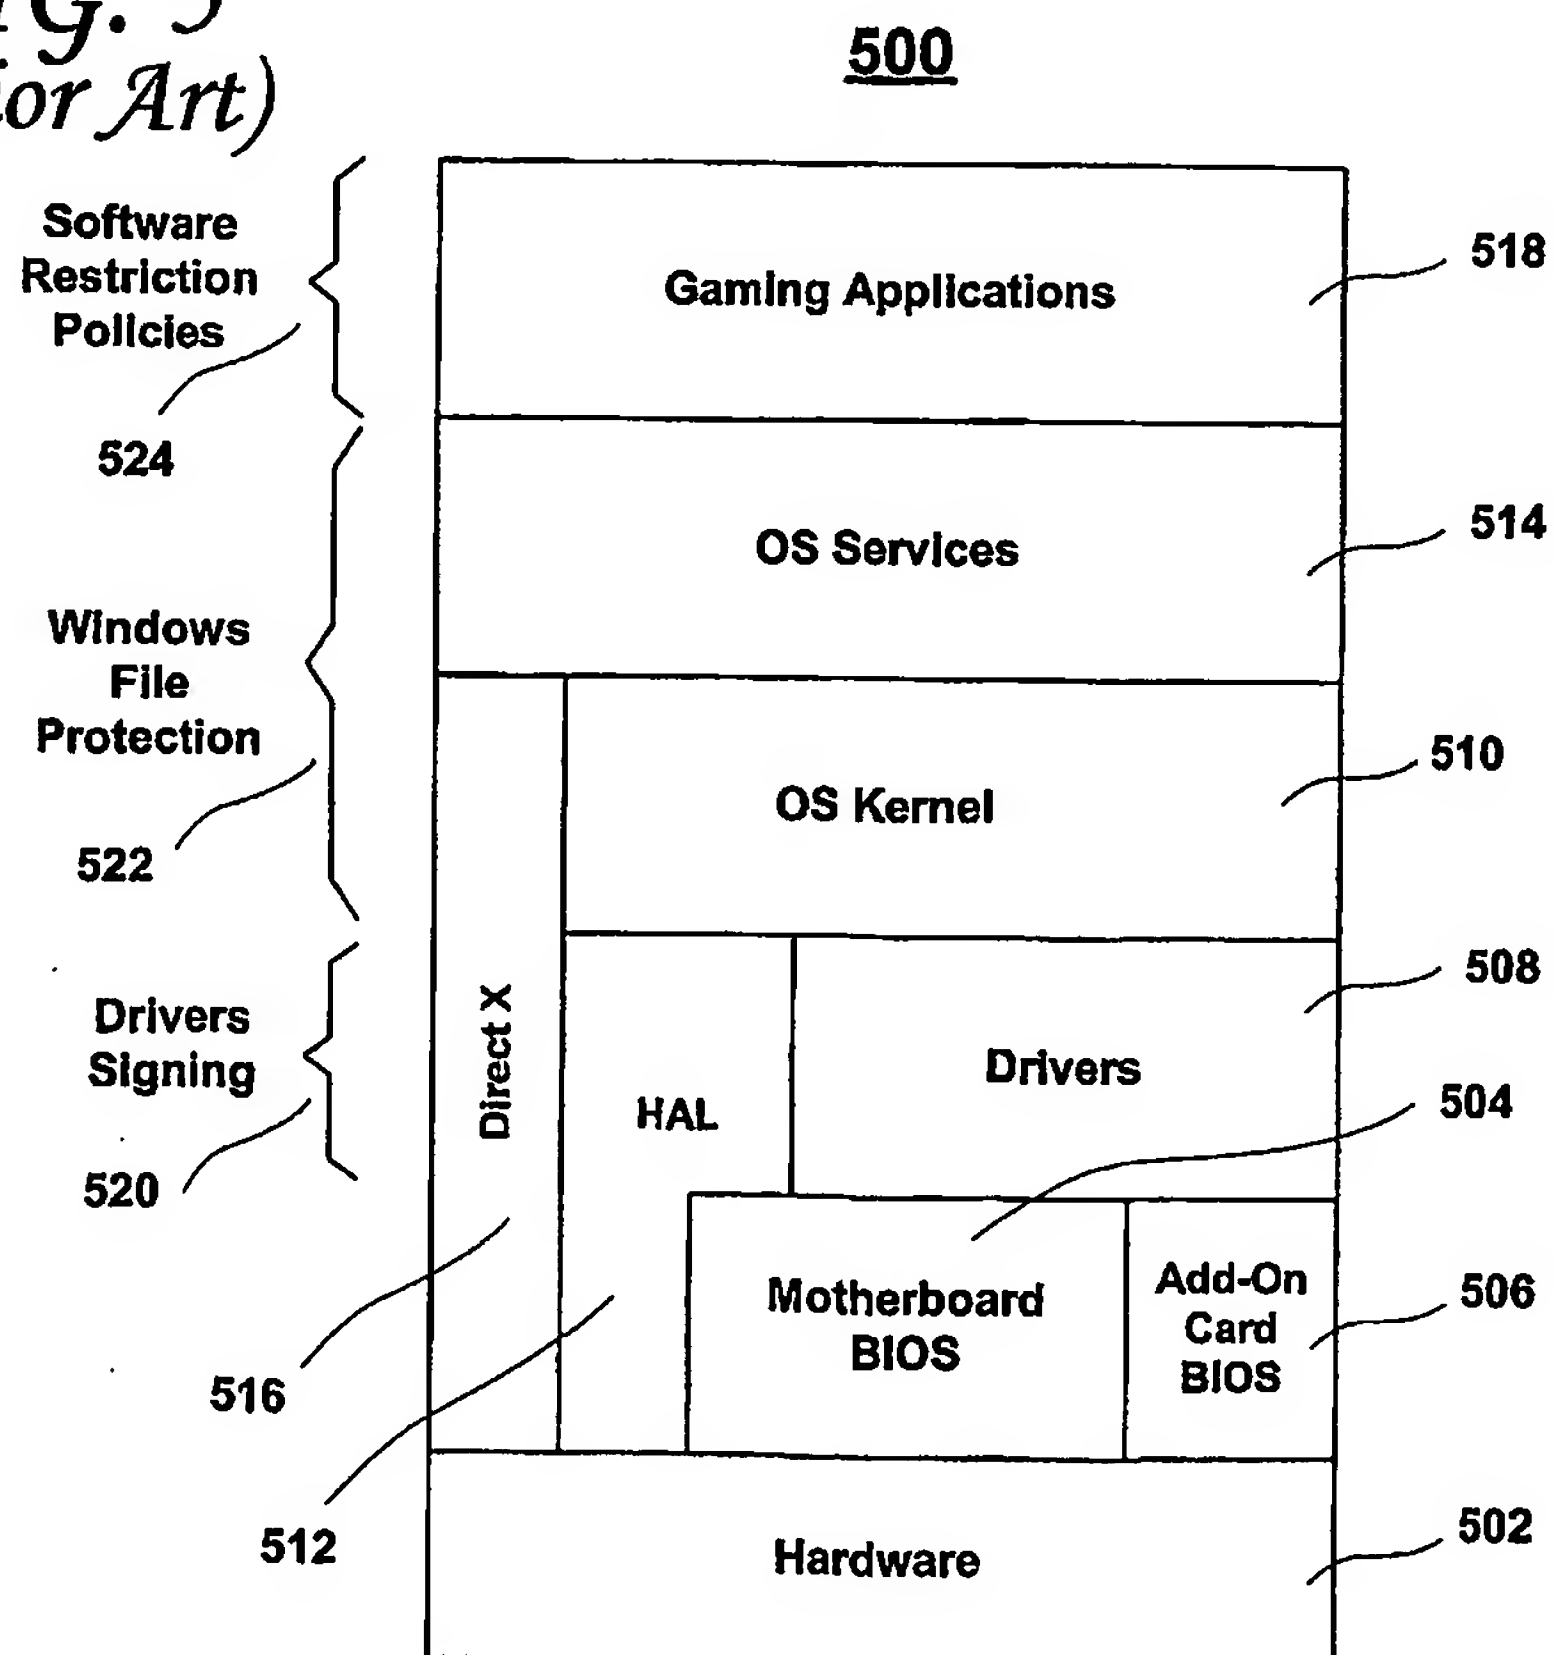 500
or Art)
Software
Restriction
Policies
524
Gaming Applications
518
OS Services
514
Windows
File
Protection
522
OS Kernel
510
Drivers
Signing
520
Direct X
516
HAL
512
Drivers
508
504
Motherboard
BIOS
Add-On
Card
BIOS
506
Hardware
502